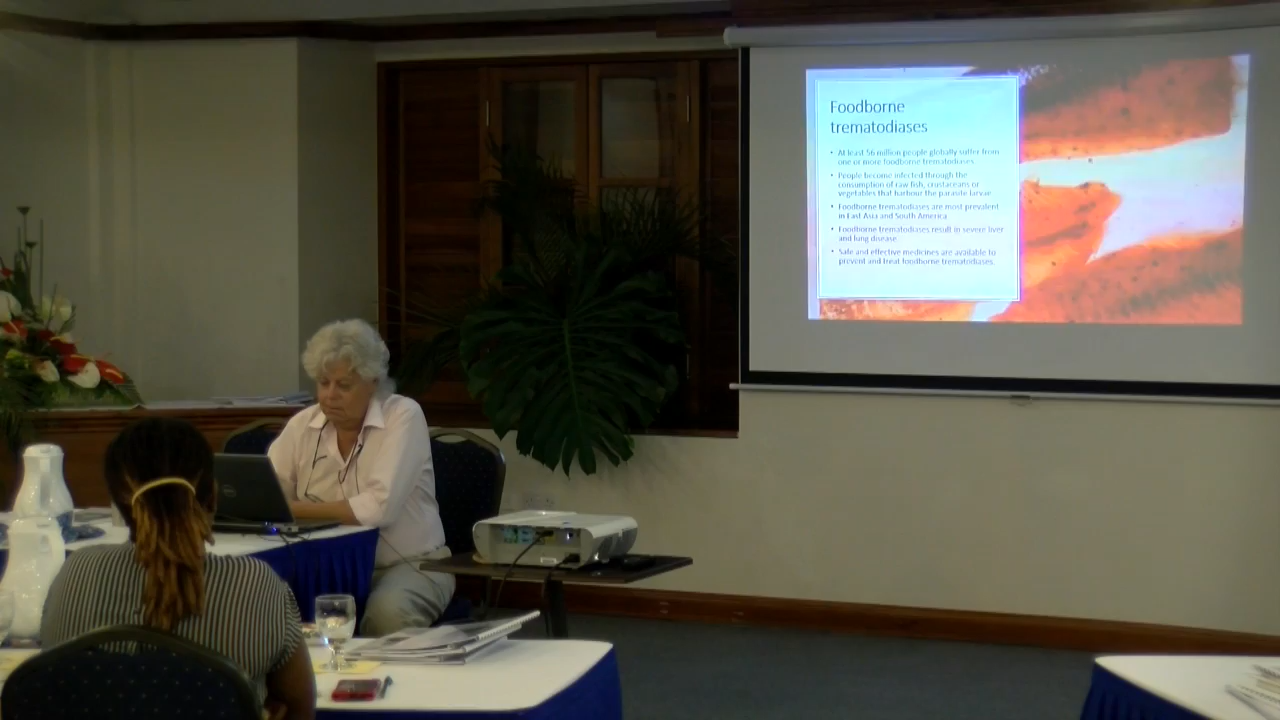 Foodborne
trematodiases
• At least 56 million people globally suffer from
one or more foodborne trematodiases.
• People become infected through the
consumption of raw fish, crustaceans or
vegetables that harbour the parasite larvae.
• Foodborne trematodiases are most prevalent
in East Asia and South America.
• Foodborne trematodiases result in severe liver
and lung disease.
• Safe and effective medicines are available to
prevent and treat foodborne trematodiases.